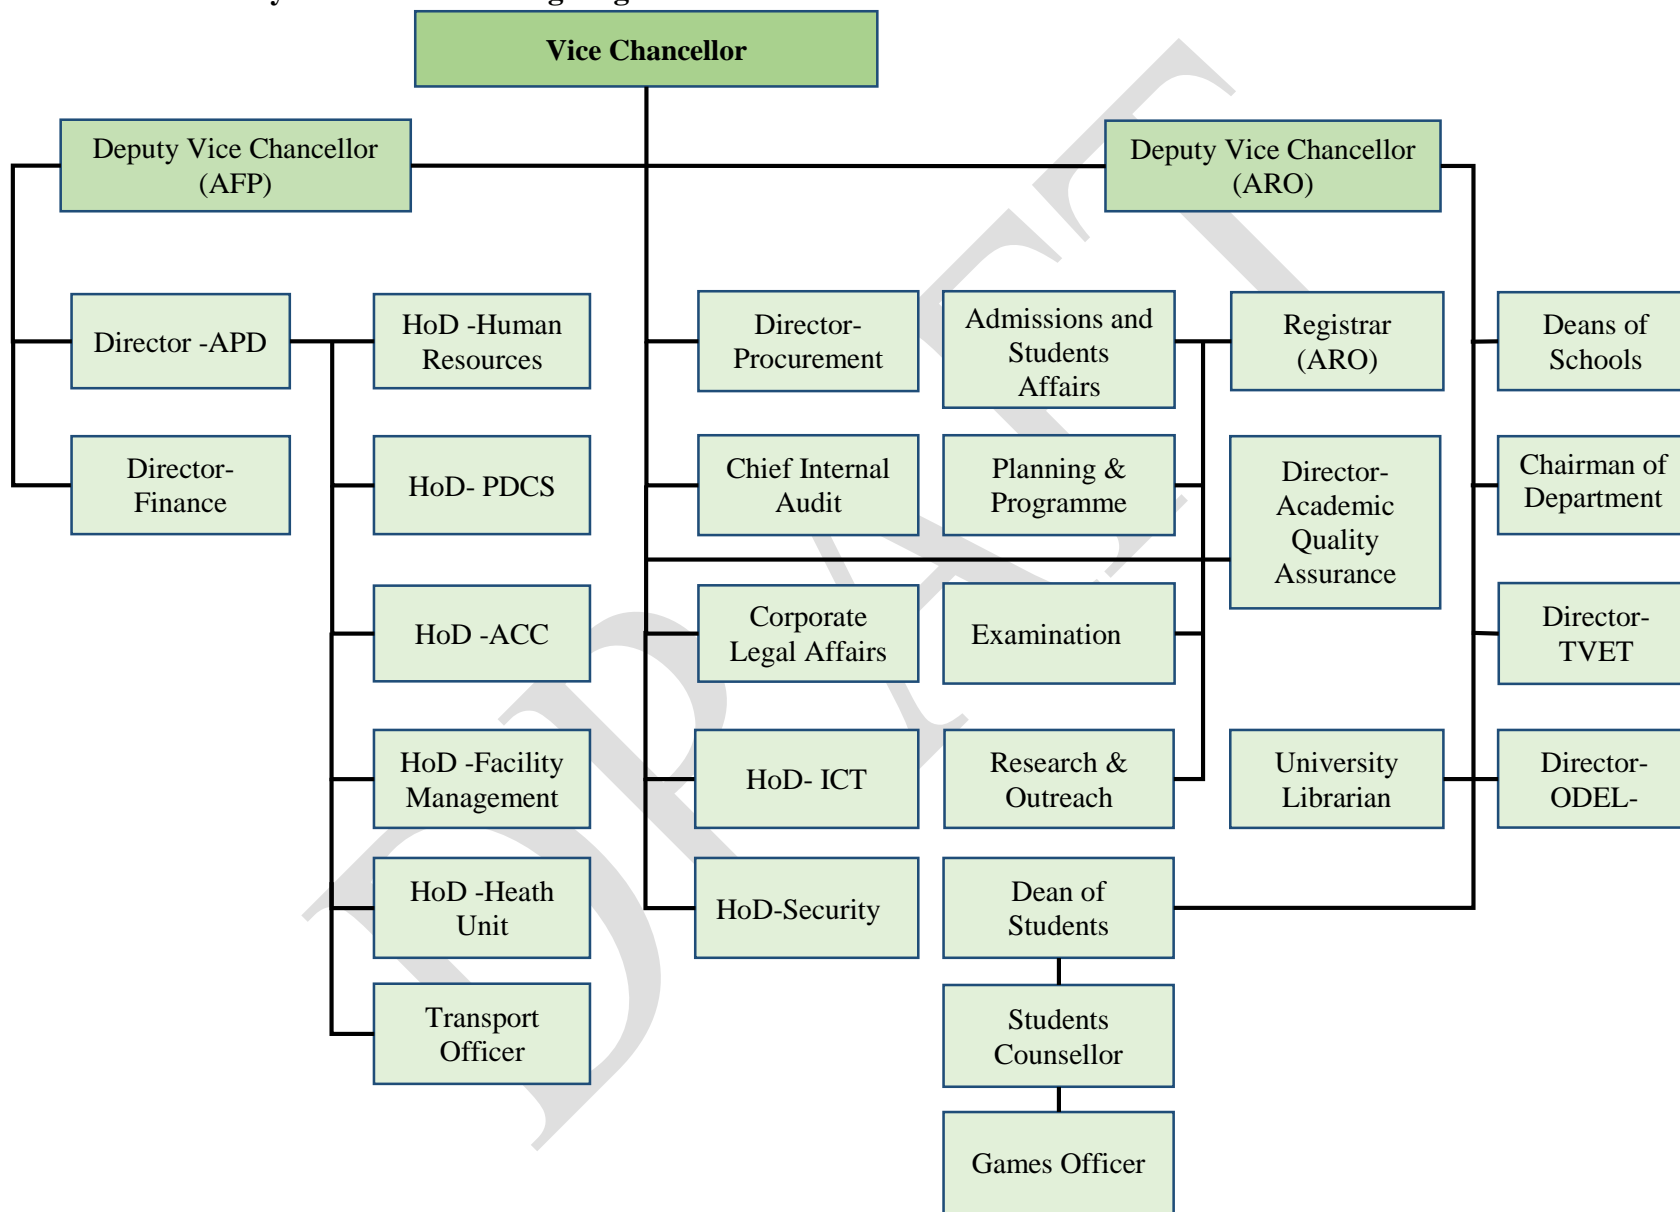 Vice Chancellor
Deputy Vice Chancellor
(AFP)
Deputy Vice Chancellor
(ARO)
Director -APD
HoD -Human
Resources
Director-
Procurement
Admissions and
Students
Affairs
Registrar
(ARO)
Deans of
Schools
Director-
Finance
HoD- PDCS
Chief Internal
Audit
Planning &
Programme
Director-
Academic
Quality
Assurance
Chairman of
Department
HoD -ACC
Corporate
Legal Affairs
Examination
Director-
TVET
HoD -Facility
Management
HoD- ICT
Research &
Outreach
University
Librarian
Director-
ODEL-
HoD -Heath
Unit
HoD-Security
Dean of
Students
Transport
Officer
Students
Counsellor
Games Officer
DRAFT